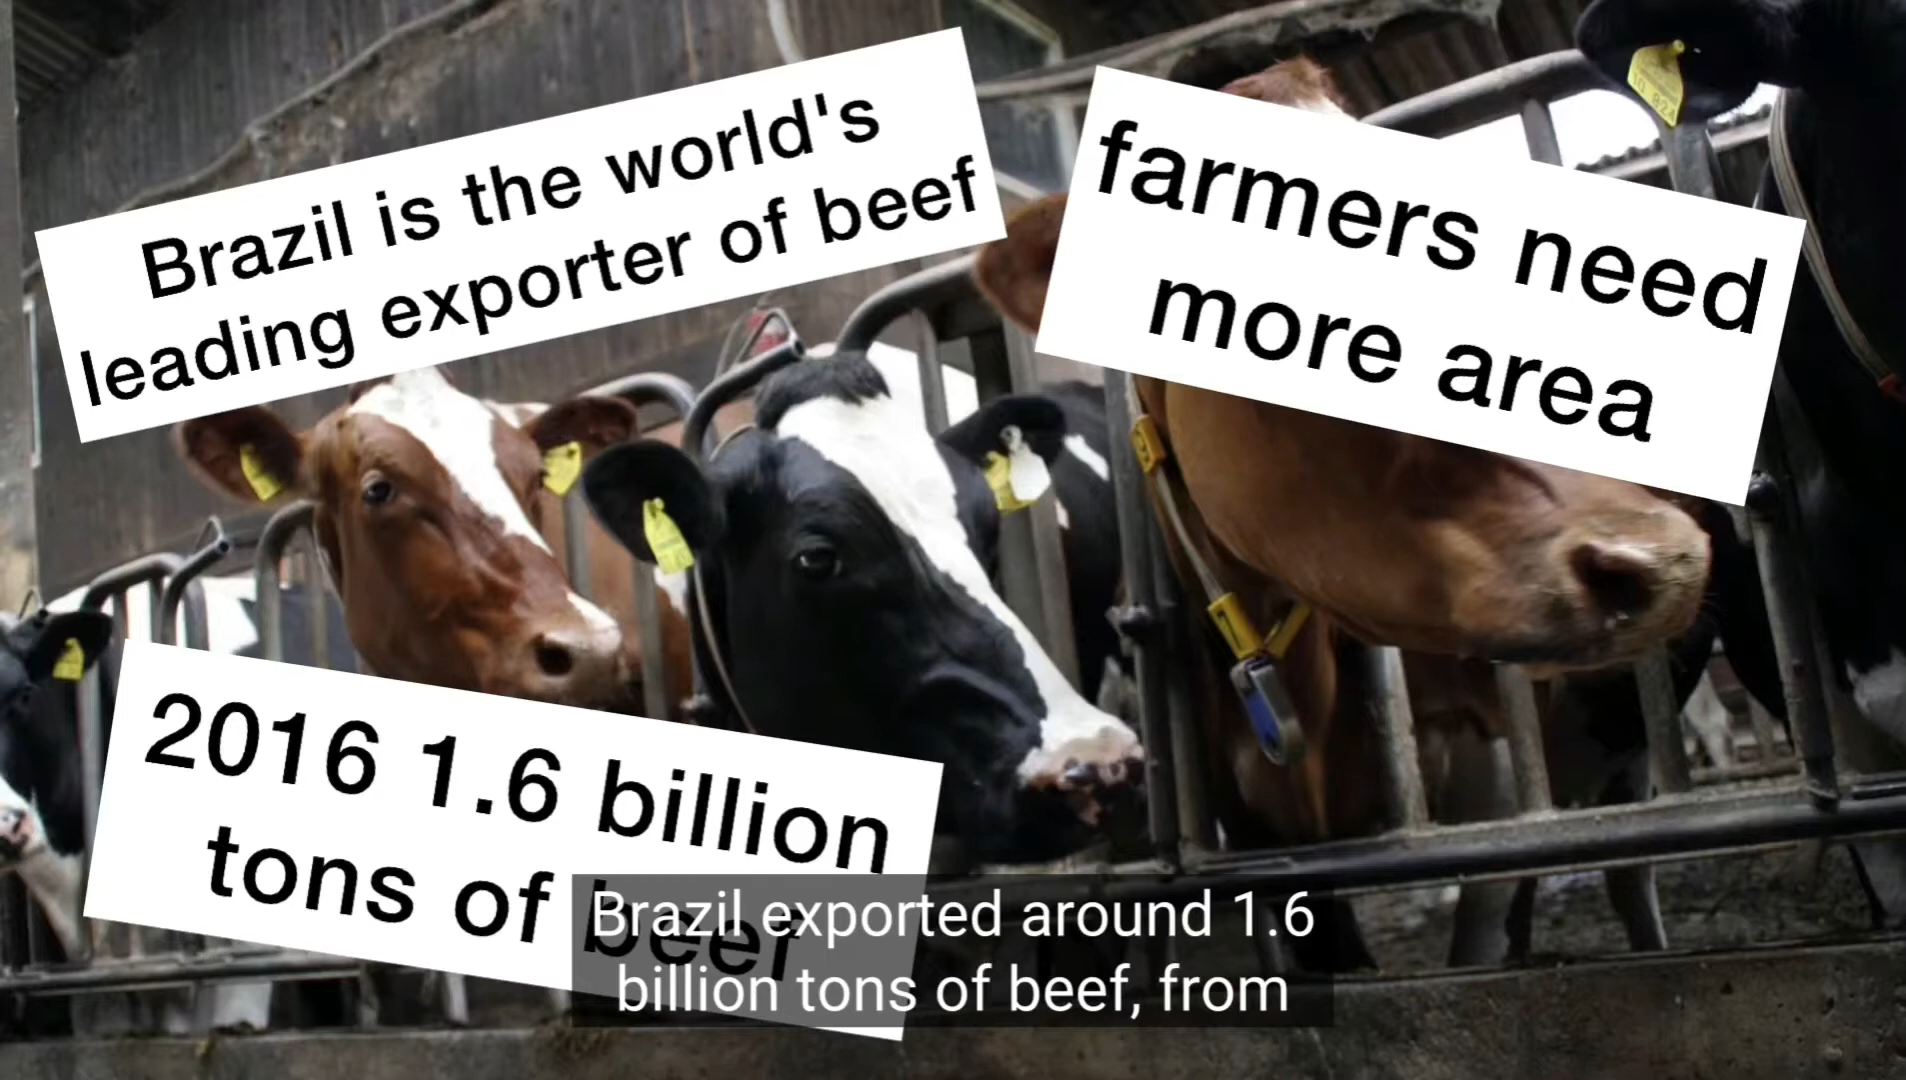 Brazil is the world's
leading exporter of beef
farmers need
more area
2016 1.6 billion
tons of beef
Brazil exported around 1.6
billion tons of beef, from